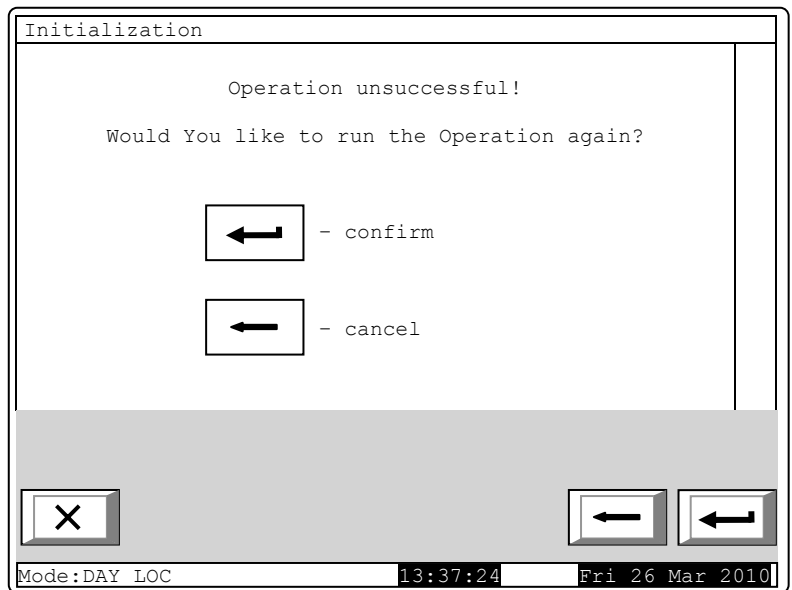 Initialization
Operation unsuccessful!
Would You like to run the Operation again?
- confirm
- cancel
Mode:DAY LOC 13:37:24 Fri 26 Mar 2010